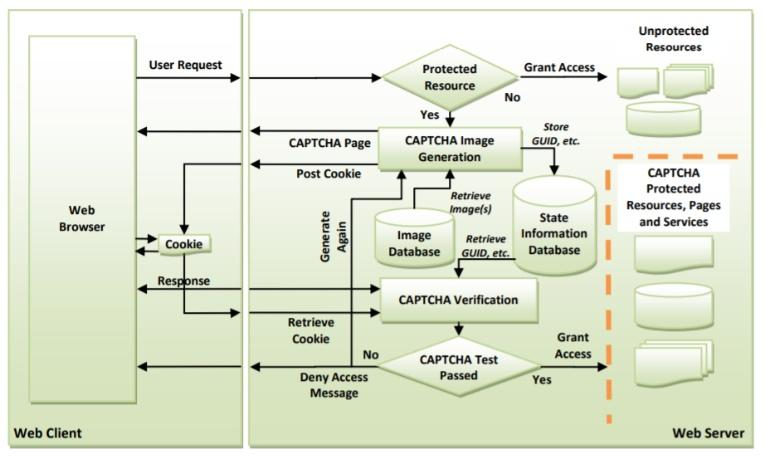 Unprotected
Resources
User Request
Protected
Resource
Grant Access
No
Yes
CAPTCHA Page
CAPTCHA Image
Generation
Store
GUID, etc.
Post Cookie
CAPTCHA
Protected
Resources, Pages
and Services
Web
Browser
Cookie
Generate
Again
Retrieve
Image(s)
Image
Database
State
Information
Database
Retrieve
GUID, etc.
Response
CAPTCHA Verification
Retrieve
Cookie
Grant
Access
No
CAPTCHA Test
Passed
Yes
Deny Access
Message
Web Client
Web Server